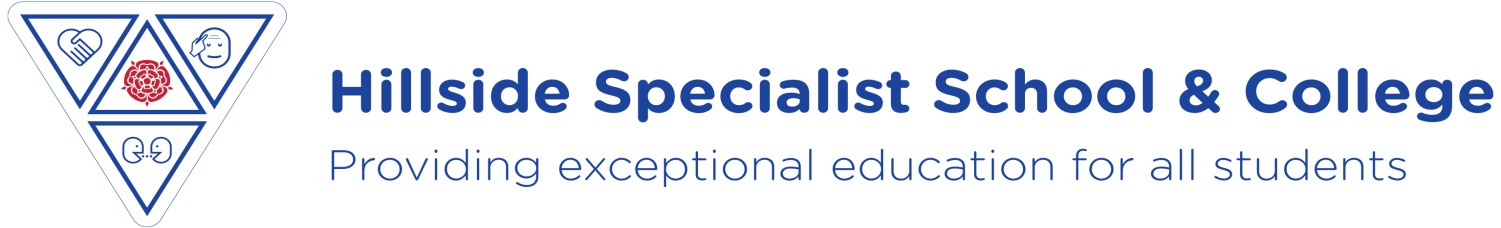 Hillside Specialist School & College
Providing exceptional education for all students